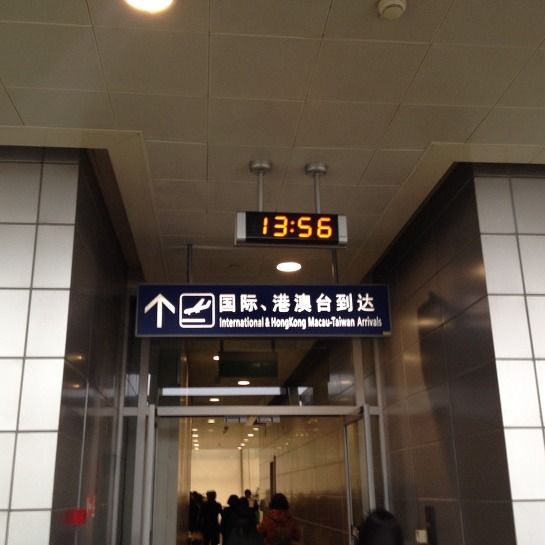 13:56
国际、港澳台到达
International & HongKong Macau-Taiwan Arrivals